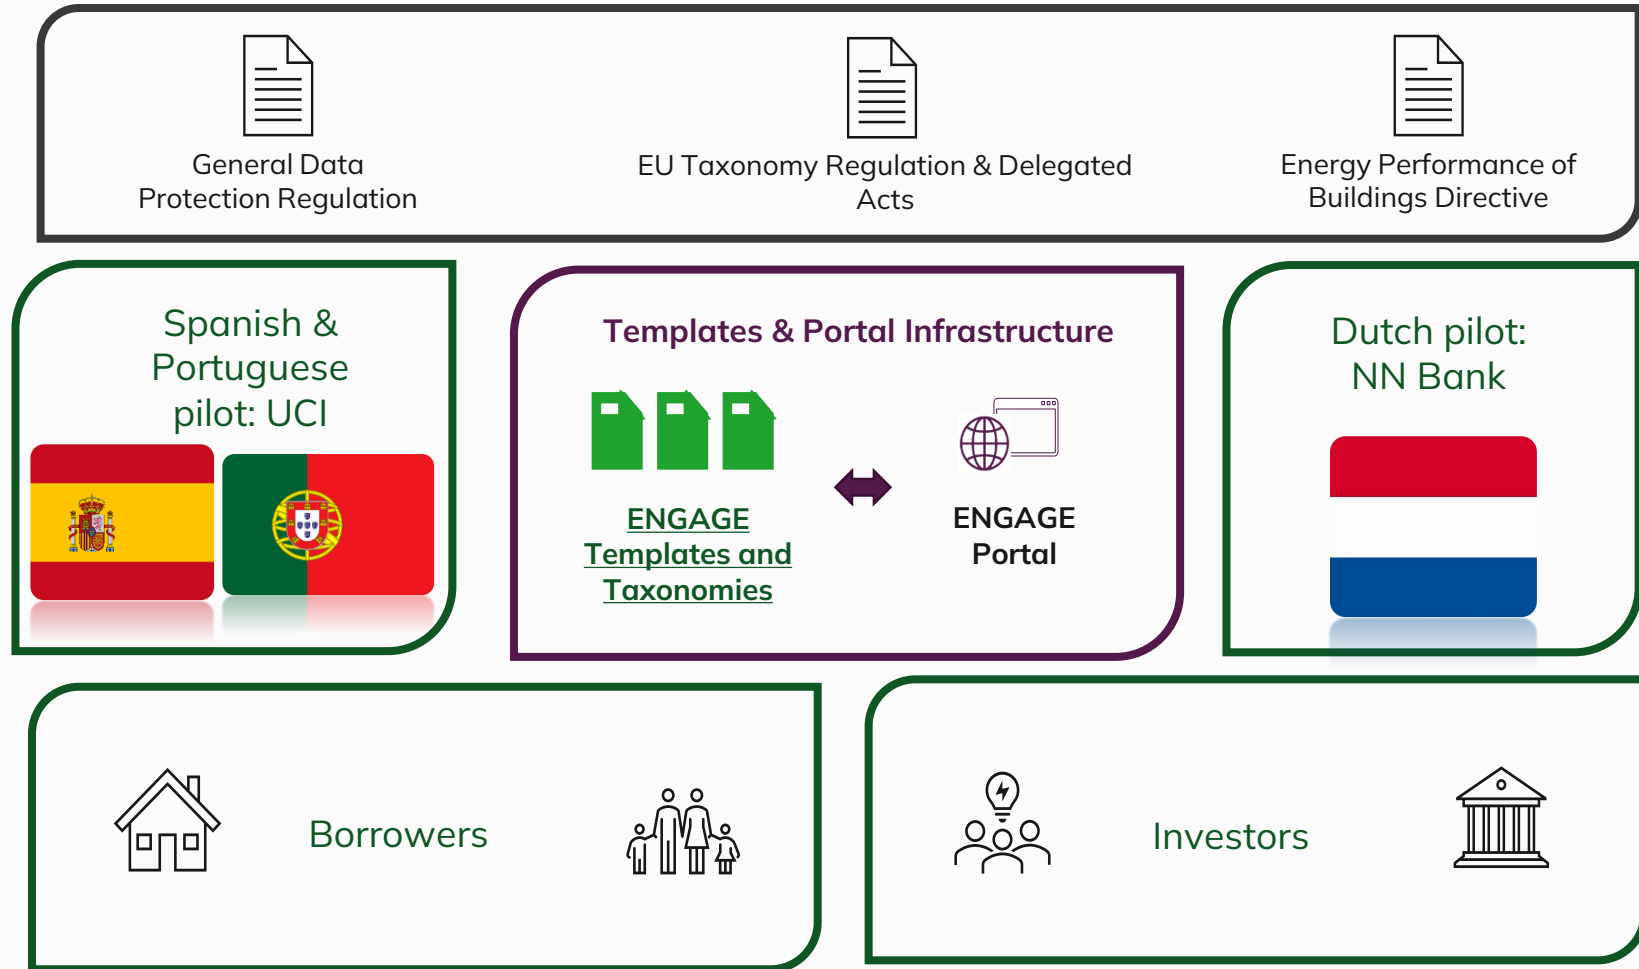 General Data
Protection Regulation
EU Taxonomy Regulation & Delegated
Acts
Energy Performance of
Buildings Directive
Spanish &
Portuguese
pilot: UCI
Templates & Portal Infrastructure
ENGAGE
Templates and
Taxonomies
ENGAGE
Portal
Dutch pilot:
NN Bank
Borrowers
Investors